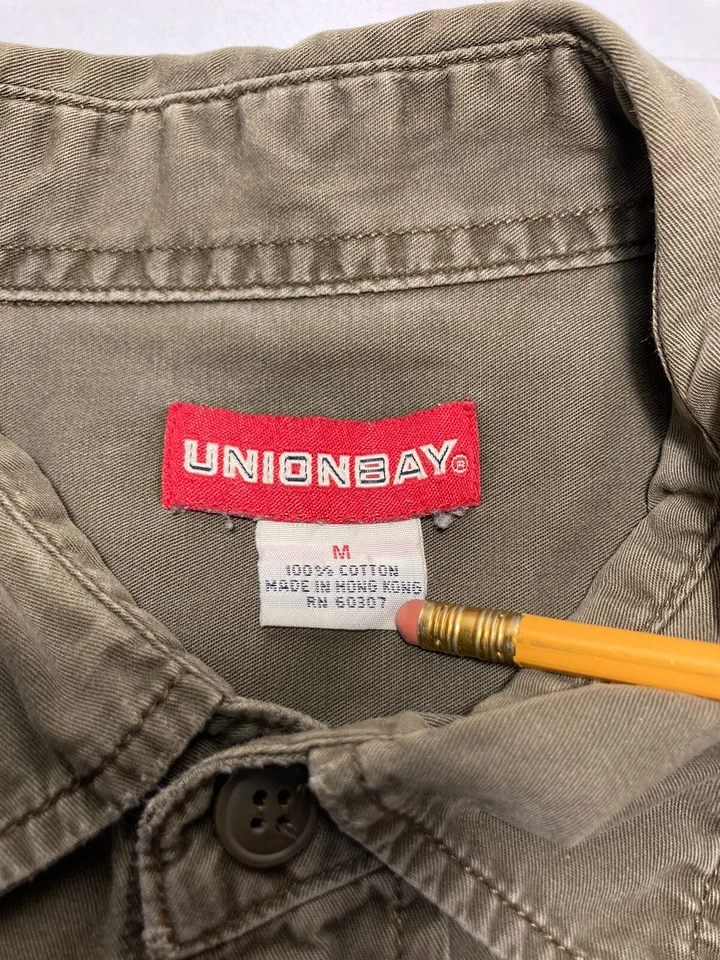 UNIONBAY®
M
100% COTTON
MADE IN HONG KONG
RN 60307